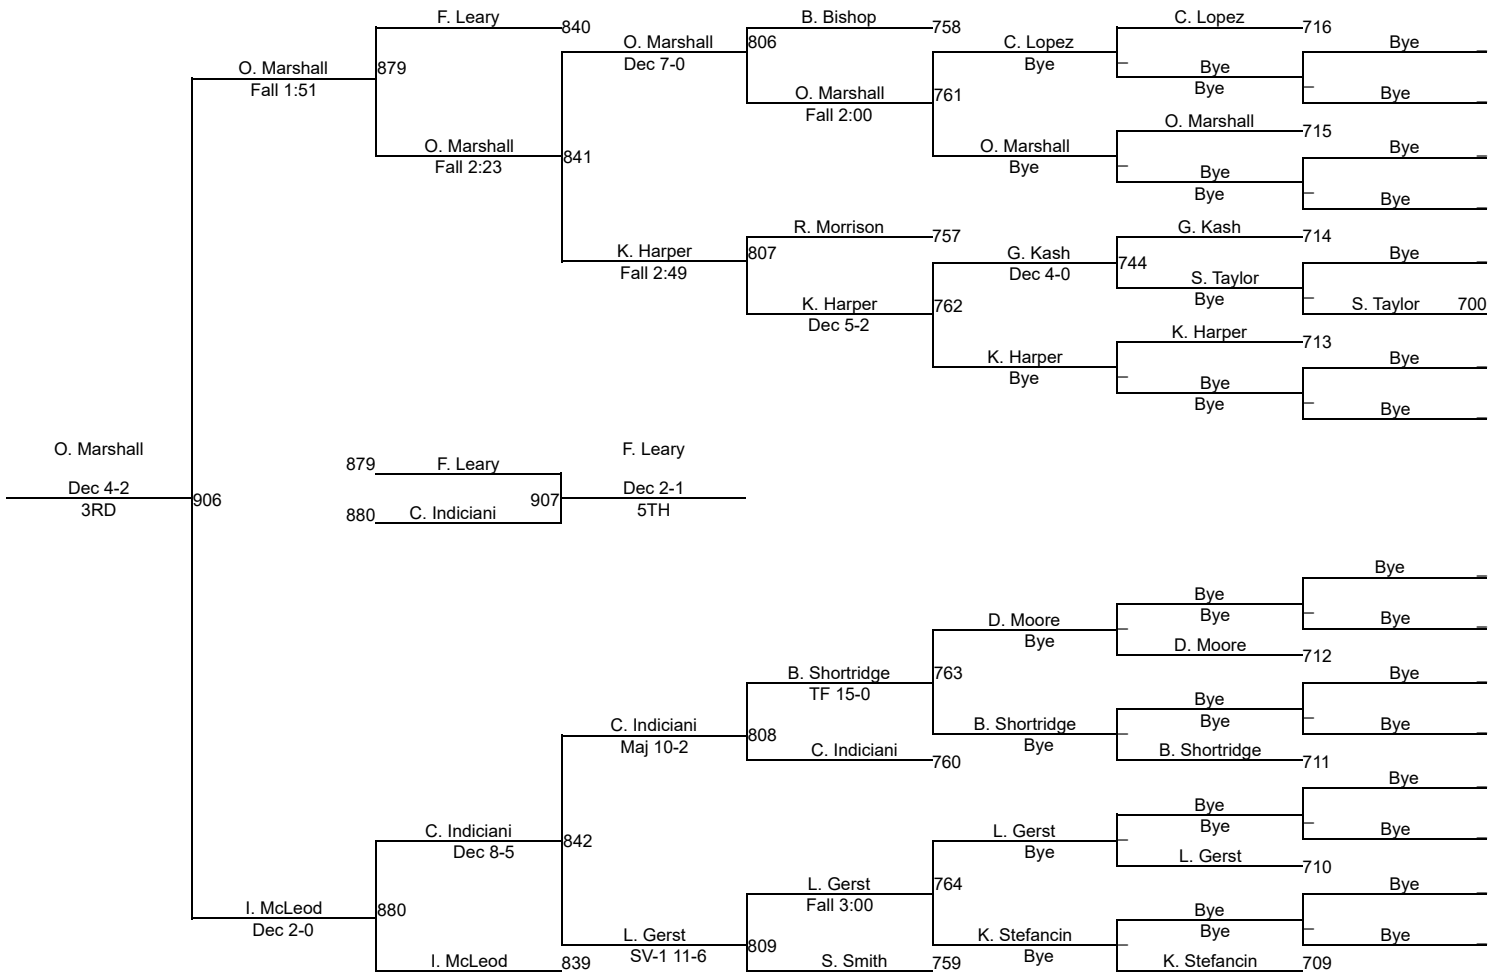 F. Leary 840
B. Bishop 758
C. Lopez 716
O. Marshall 806
C. Lopez
Bye
Dec 7-0
Bye
Bye
O. Marshall 879
Bye
Fall 1:51
O. Marshall 761
Bye
Bye
Fall 2:00
O. Marshall 715
O. Marshall 841
O. Marshall
Bye
Fall 2:23
Bye
Bye
Bye
Bye
R. Morrison 757
G. Kash 714
K. Harper 807
G. Kash 744
Bye
Fall 2:49
Dec 4-0
S. Taylor
Bye
K. Harper 762
S. Taylor 700
Dec 5-2
K. Harper 713
K. Harper
Bye
Bye
Bye
Bye
Bye
O. Marshall
F. Leary
879 F. Leary
Dec 4-2 906
907 Dec 2-1
3RD
880 C. Indiciani
5TH
Bye
Bye
Bye
D. Moore
Bye
Bye
D. Moore 712
B. Shortridge 763
Bye
TF 15-0
Bye
C. Indiciani 808
B. Shortridge
Bye
Bye
Maj 10-2
Bye
C. Indiciani 760
B. Shortridge 711
Bye
Bye
C. Indiciani 842
L. Gerst
Bye
Bye
Dec 8-5
Bye
L. Gerst 710
L. Gerst 764
Bye
Fall 3:00
I. McLeod 880
Bye
Dec 2-0
Bye
L. Gerst 809
K. Stefancin
Bye
SV-1 11-6
Bye
I. McLeod 839
S. Smith 759
K. Stefancin 709